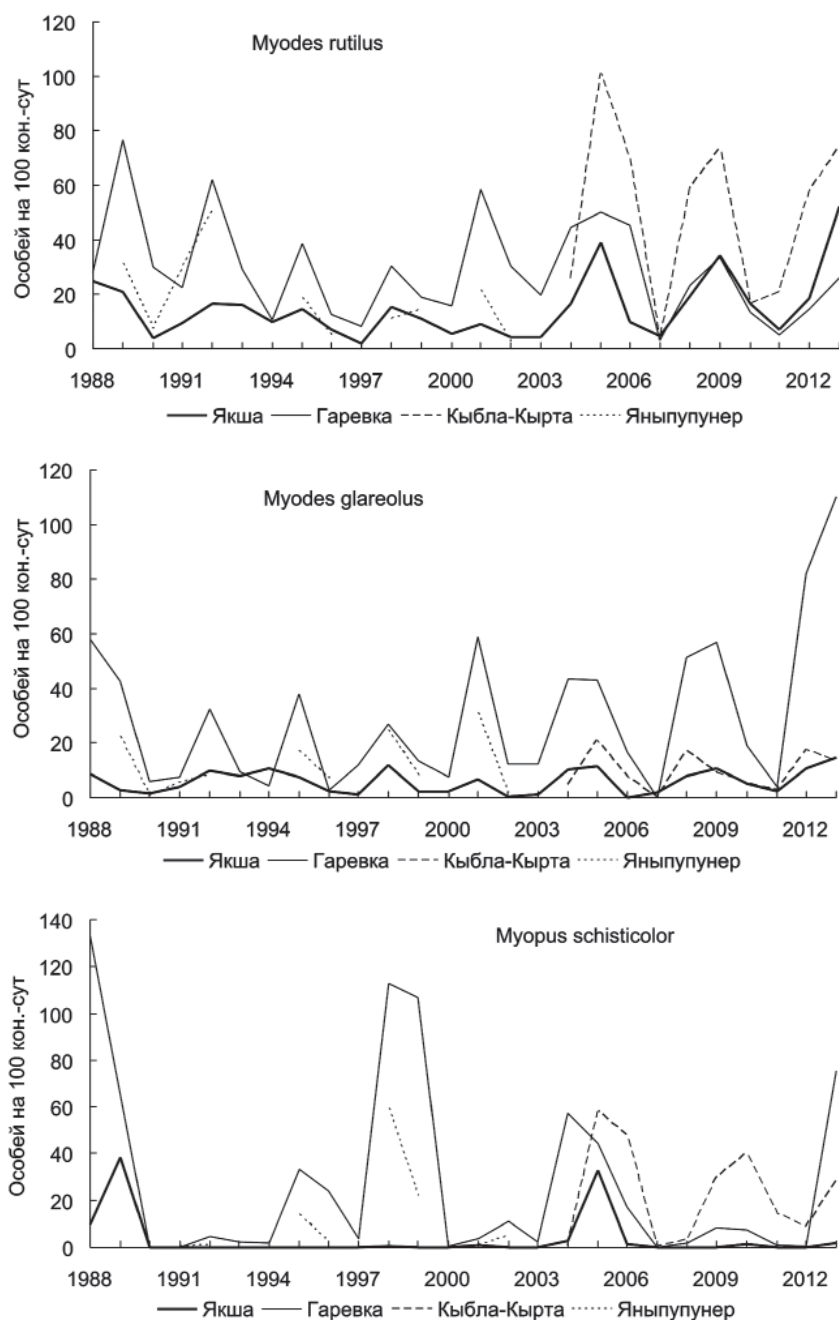 Myodes rutilus
Особей на 100 кон.-сут
120
100
80
60
40
20
0
1988 1991 1994 1997 2000 2003 2006 2009 2012
Якша Гаревка Кыбла-Кырта Яныпупунер
Myodes glareolus
Особей на 100 кон.-сут
120
100
80
60
40
20
0
1988 1991 1994 1997 2000 2003 2006 2009 2012
Якша Гаревка Кыбла-Кырта Яныпупунер
Myopus schisticolor
Особей на 100 кон.-сут
140
120
100
80
60
40
20
0
1988 1991 1994 1997 2000 2003 2006 2009 2012
Якша Гаревка Кыбла-Кырта Яныпупунер